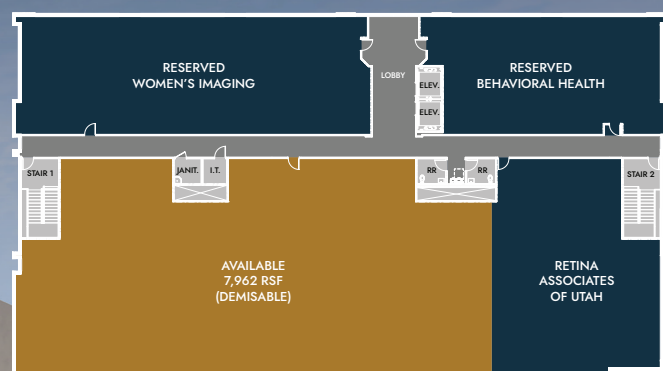 RESERVED
WOMEN'S IMAGING
LOBBY
RESERVED
BEHAVIORAL HEALTH
ELEV.
ELEV.
STAIR 1
JANIT.
I.T.
RR
RR
STAIR 2
AVAILABLE
7,962 RSF
(DEMISABLE)
RETINA
ASSOCIATES
OF UTAH